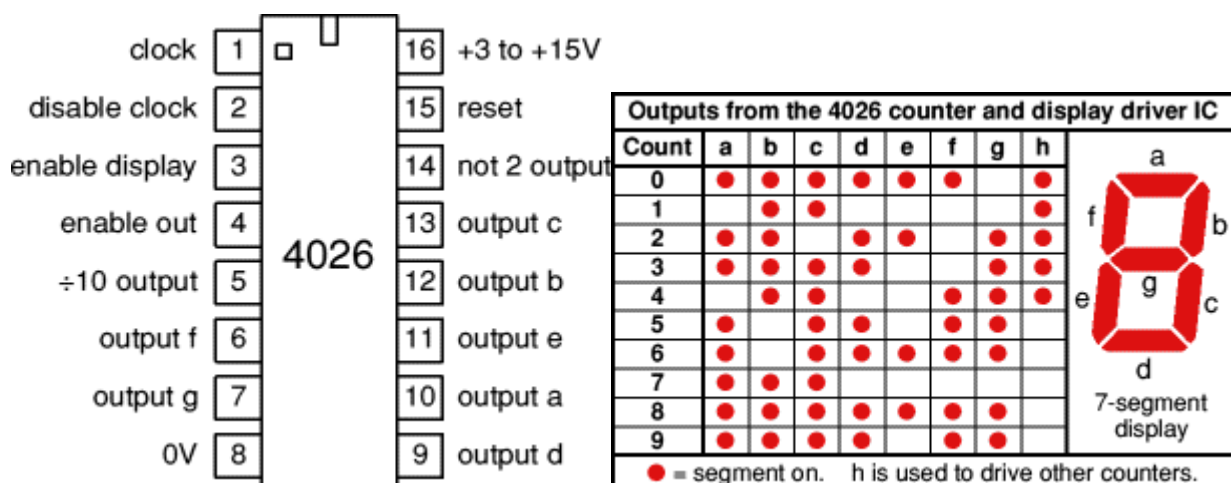 clock 1 16 +3 to +15V
disable clock 2 15 reset
enable display 3 14 not 2 output
enable out 4 13 output c
4026
÷10 output 5 12 output b
output f 6 11 output e
output g 7 10 output a
0V 8 9 output d
Outputs from the 4026 counter and display driver IC
Count a b c d e f g h
0
1
2
3
4
5
6
7
8
9
a
f b
g
e c
d
7-segment
display
= segment on. h is used to drive other counters.